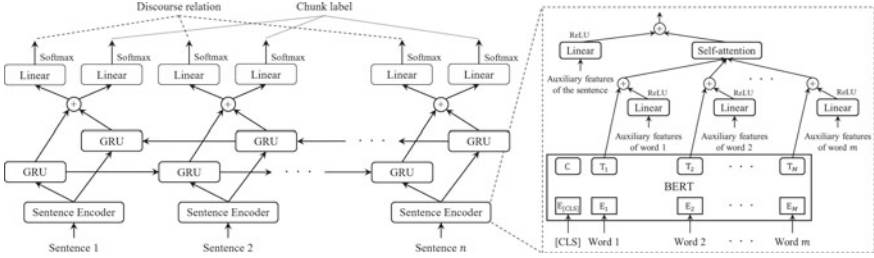 Discourse relation Chunk label
Softmax Softmax Softmax Softmax Softmax Softmax
Linear Linear Linear Linear Linear Linear
+ + +
GRU GRU · · · GRU
GRU GRU · · · GRU
Sentence Encoder Sentence Encoder Sentence Encoder
Sentence 1 Sentence 2 Sentence n
+
ReLU
Linear Self-attention
Auxiliary features
of the sentence
+ + · · · +
ReLU ReLU ReLU
Linear Linear Linear
Auxiliary features Auxiliary features Auxiliary features
of word 1 of word 2 of word m
C T1 T2 · · · TM
BERT
E[CLS] E1 E2 · · · EM
[CLS] Word 1 Word 2 · · · Word m